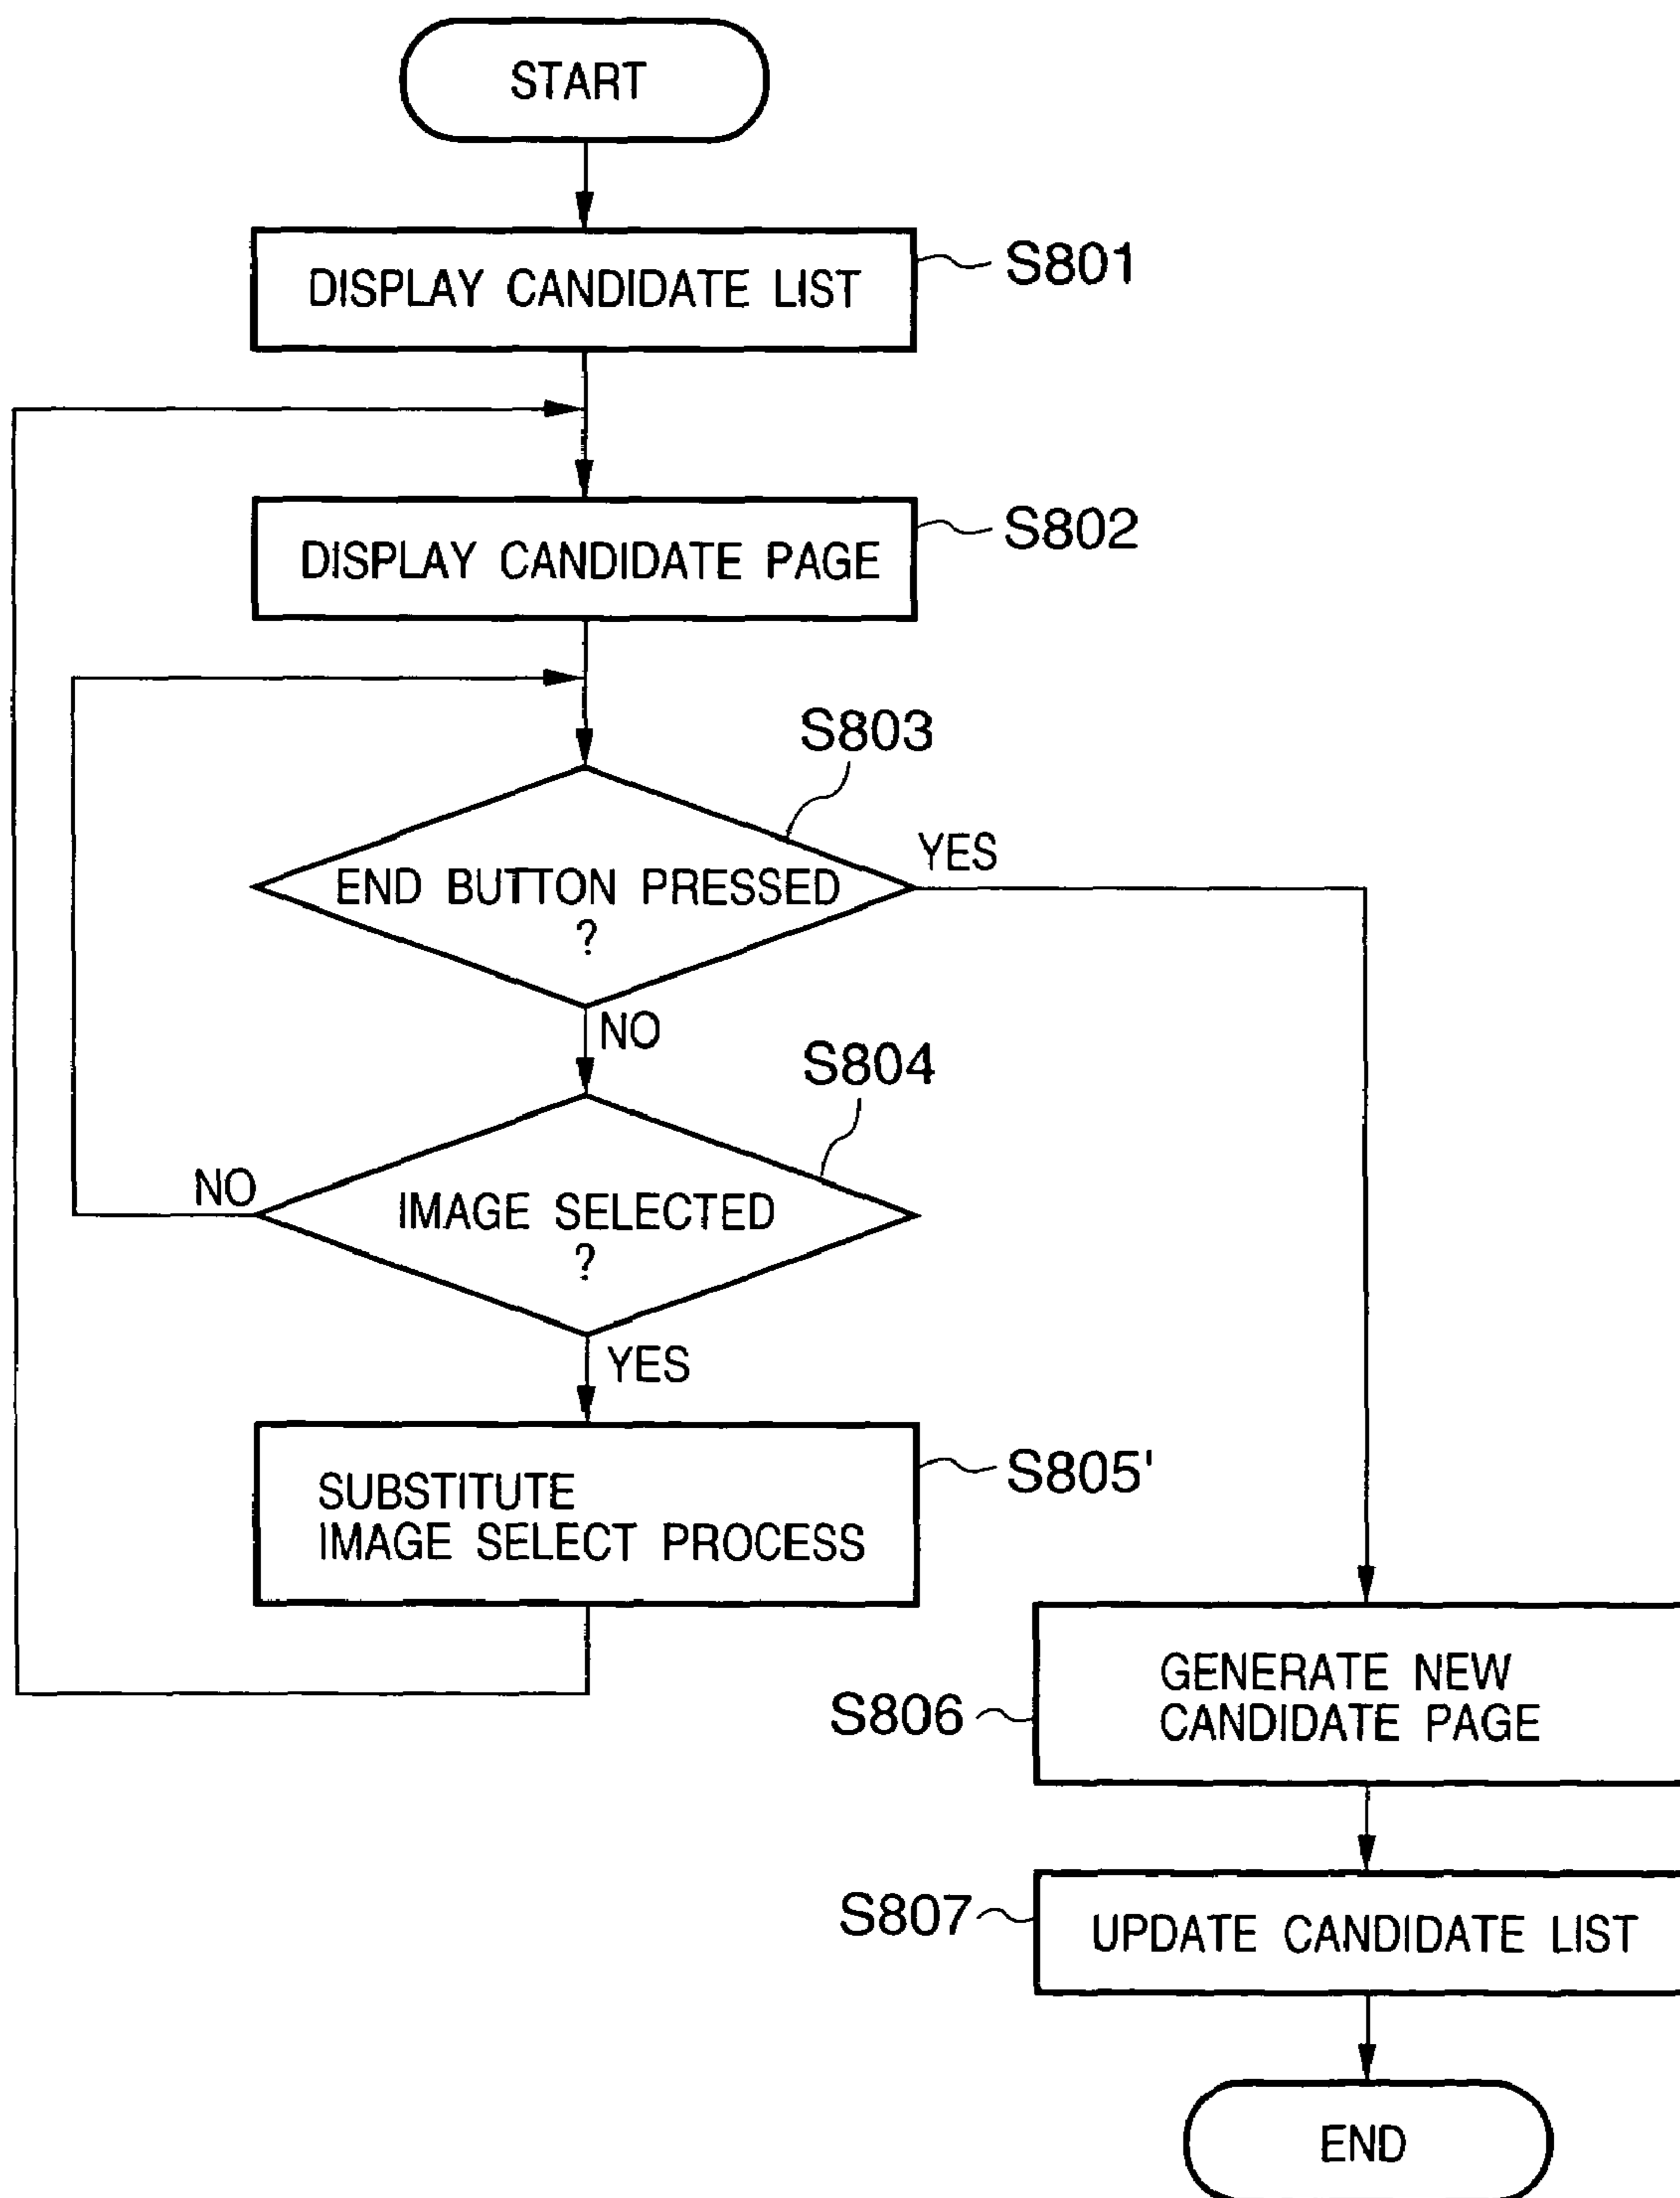 START
DISPLAY CANDIDATE LIST
S801
DISPLAY CANDIDATE PAGE
S802
S803
END BUTTON PRESSED
?
YES
NO
S804
IMAGE SELECTED
?
NO
YES
SUBSTITUTE
IMAGE SELECT PROCESS
S805'
GENERATE NEW
CANDIDATE PAGE
S806
UPDATE CANDIDATE LIST
S807
END